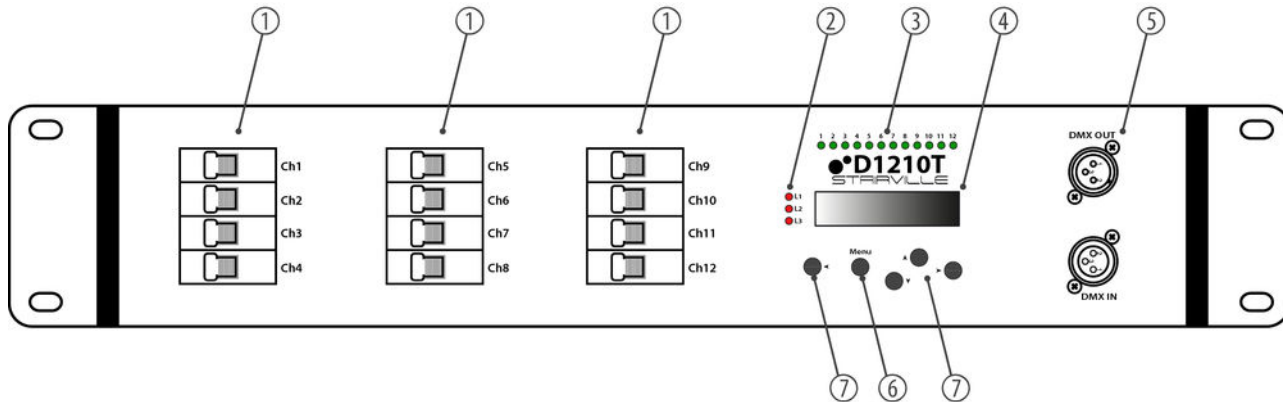 ① ① ① ② ③ ④ ⑤
1 2 3 4 5 6 7 8 9 10 11 12
DMX OUT
Ch1 Ch5 Ch9
D1210T
STAIRVILLE
Ch2 Ch6 Ch10
L1
L2
L3
Ch3 Ch7 Ch11
Ch4 Ch8 Ch12
Menu
DMX IN
⑦ ⑥ ⑦